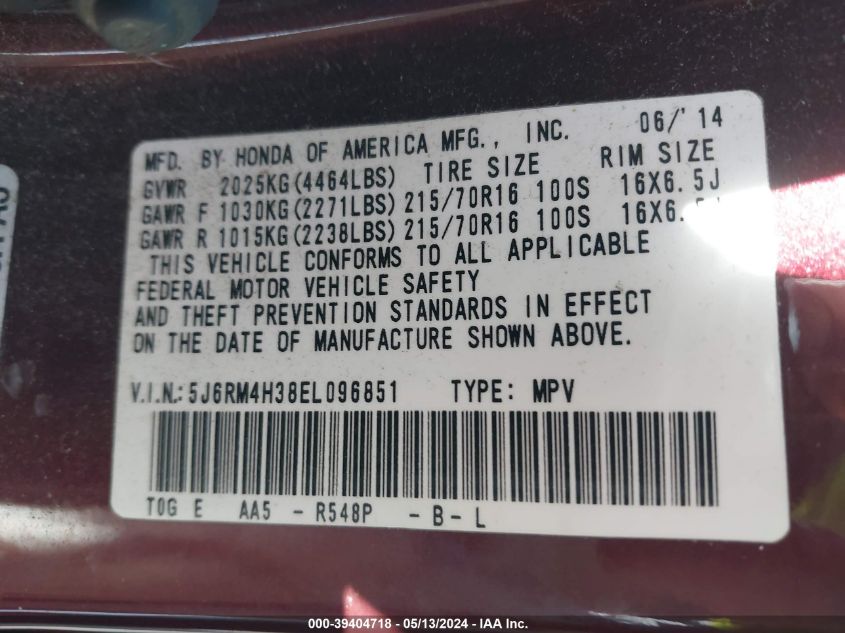 MFD. BY HONDA OF AMERICA MFG., INC. 06/'14
GVWR 2025KG(4464LBS) TIRE SIZE RIM SIZE
GAWR F 1030KG(2271LBS) 215/70R16 100S 16X6.5J
GAWR R 1015KG(2238LBS) 215/70R16 100S 16X6.5J
THIS VEHICLE CONFORMS TO ALL APPLICABLE
FEDERAL MOTOR VEHICLE SAFETY
AND THEFT PREVENTION STANDARDS IN EFFECT
ON THE DATE OF MANUFACTURE SHOWN ABOVE.
V.I.N.: 5J6RM4H38EL096851 TYPE: MPV
T0G E AA5 - R548P - B - L
000-39404718 - 05/13/2024 - IAA Inc.